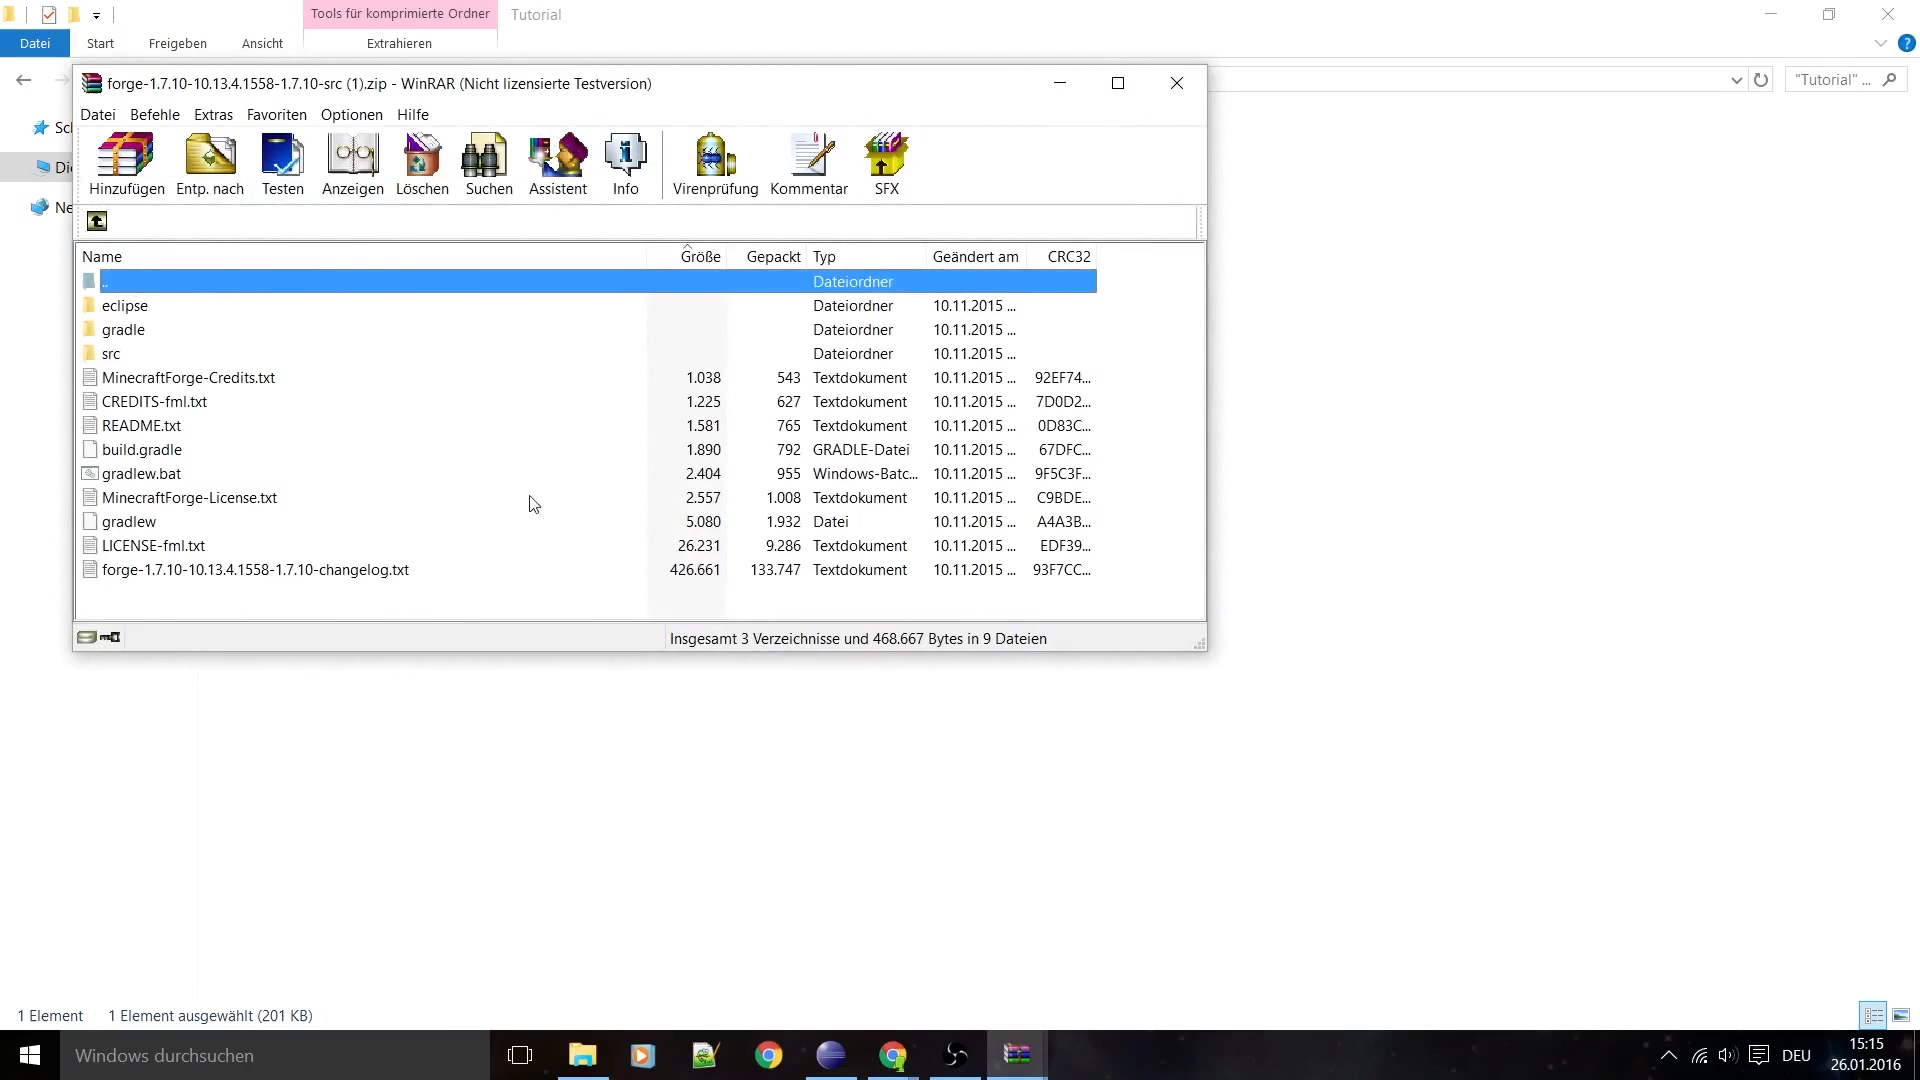 Tools für komprimierte Ordner Tutorial
Datei Start Freigeben Ansicht Extrahieren
"Tutorial" ...
forge-1.7.10-10.13.4.1558-1.7.10-src (1).zip - WinRAR (Nicht lizensierte Testversion)
Datei Befehle Extras Favoriten Optionen Hilfe
Hinzufügen Entp. nach Testen Anzeigen Löschen Suchen Assistent Info Virenprüfung Kommentar SFX
Name Größe Gepackt Typ Geändert am CRC32
.. Dateiordner
eclipse Dateiordner 10.11.2015 ...
gradle Dateiordner 10.11.2015 ...
src Dateiordner 10.11.2015 ...
MinecraftForge-Credits.txt 1.038 543 Textdokument 10.11.2015 ... 92EF74...
CREDITS-fml.txt 1.225 627 Textdokument 10.11.2015 ... 7D0D2...
README.txt 1.581 765 Textdokument 10.11.2015 ... 0D83C...
build.gradle 1.890 792 GRADLE-Datei 10.11.2015 ... 67DFC...
gradlew.bat 2.404 955 Windows-Batc... 10.11.2015 ... 9F5C3F...
MinecraftForge-License.txt 2.557 1.008 Textdokument 10.11.2015 ... C9BDE...
gradlew 5.080 1.932 Datei 10.11.2015 ... A4A3B...
LICENSE-fml.txt 26.231 9.286 Textdokument 10.11.2015 ... EDF39...
forge-1.7.10-10.13.4.1558-1.7.10-changelog.txt 426.661 133.747 Textdokument 10.11.2015 ... 93F7CC...
Insgesamt 3 Verzeichnisse und 468.667 Bytes in 9 Dateien
1 Element 1 Element ausgewählt (201 KB)
Windows durchsuchen
DEU
15:15
26.01.2016